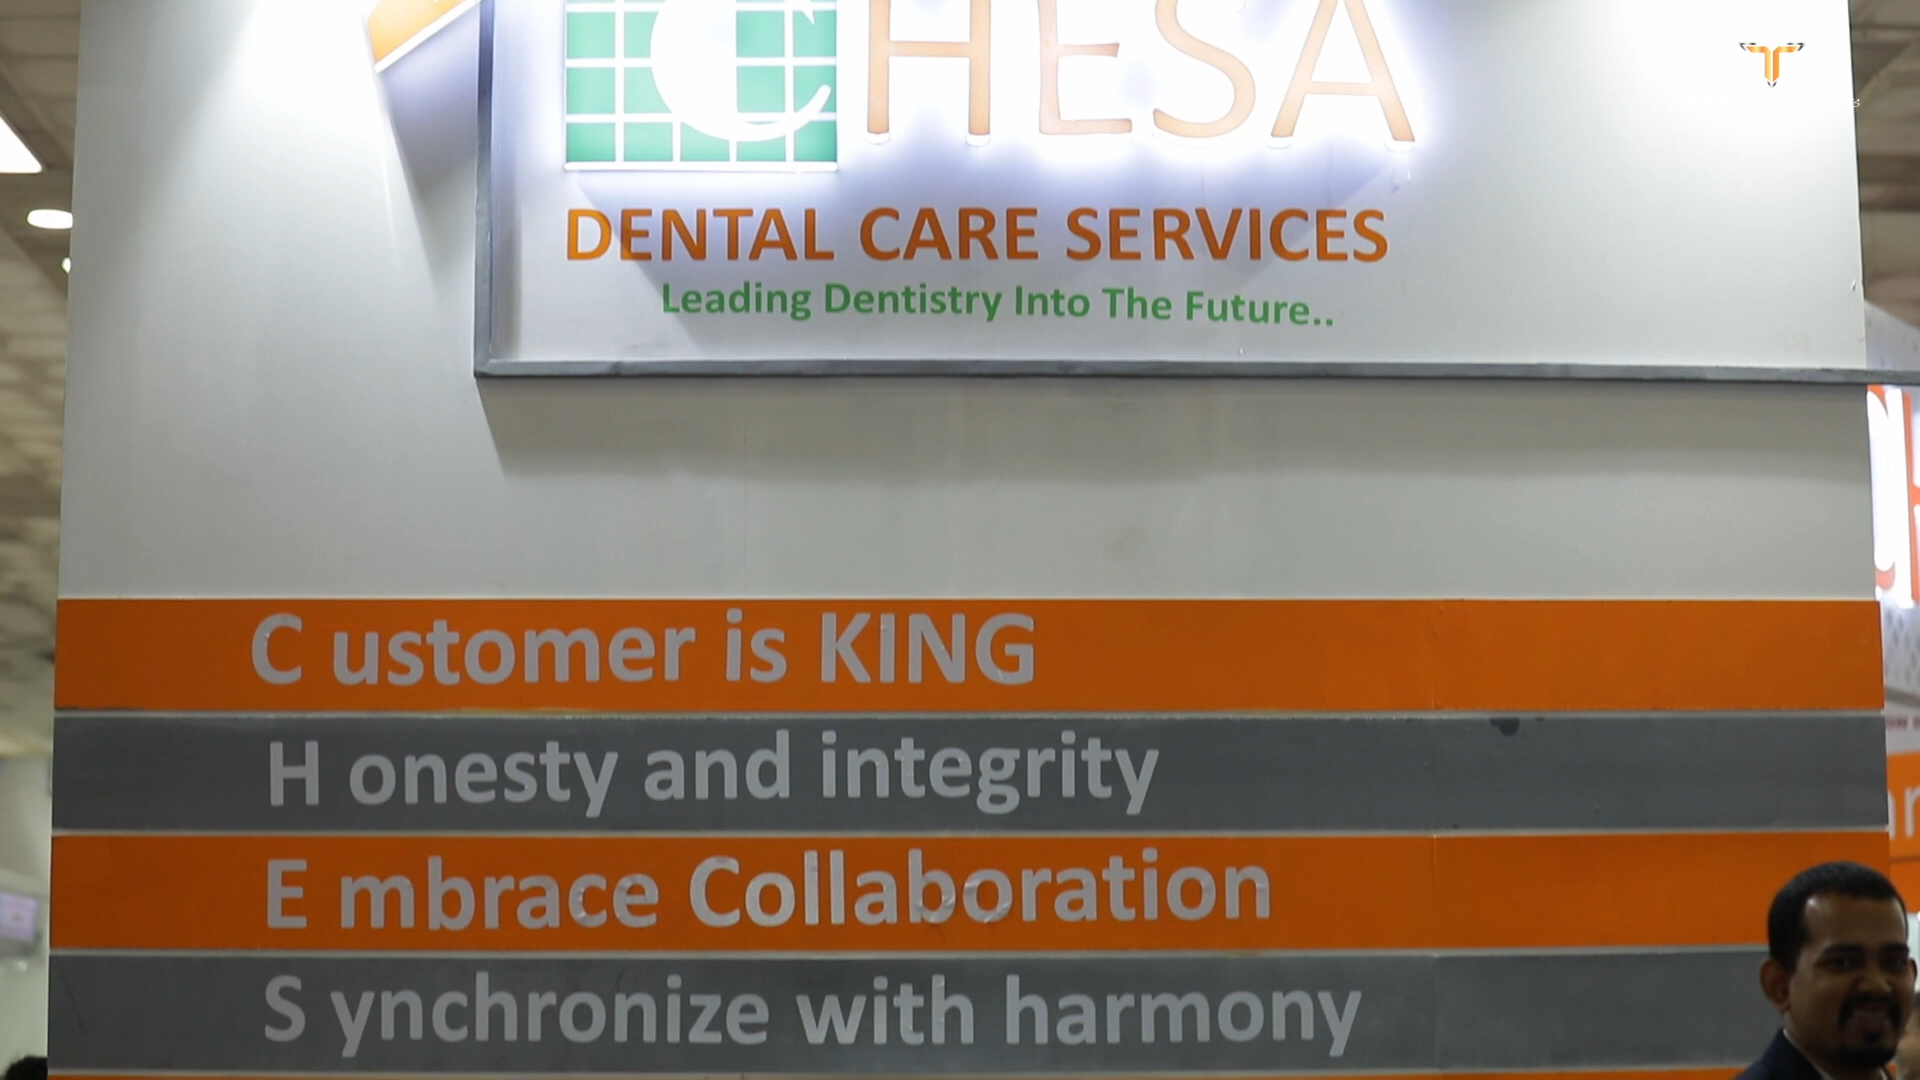 CHESA
DENTAL CARE SERVICES
Leading Dentistry Into The Future..
C ustomer is KING
H onesty and integrity
E mbrace Collaboration
S ynchronize with harmony